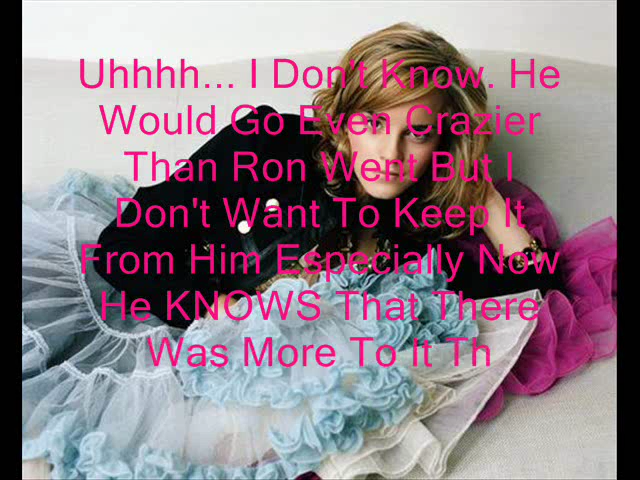 Uhhhh... I Don't Know. He
Would Go Even Crazier
Than Ron Went But I
Don't Want To Keep It
From Him Especially Now
He KNOWS That There
Was More To It Th